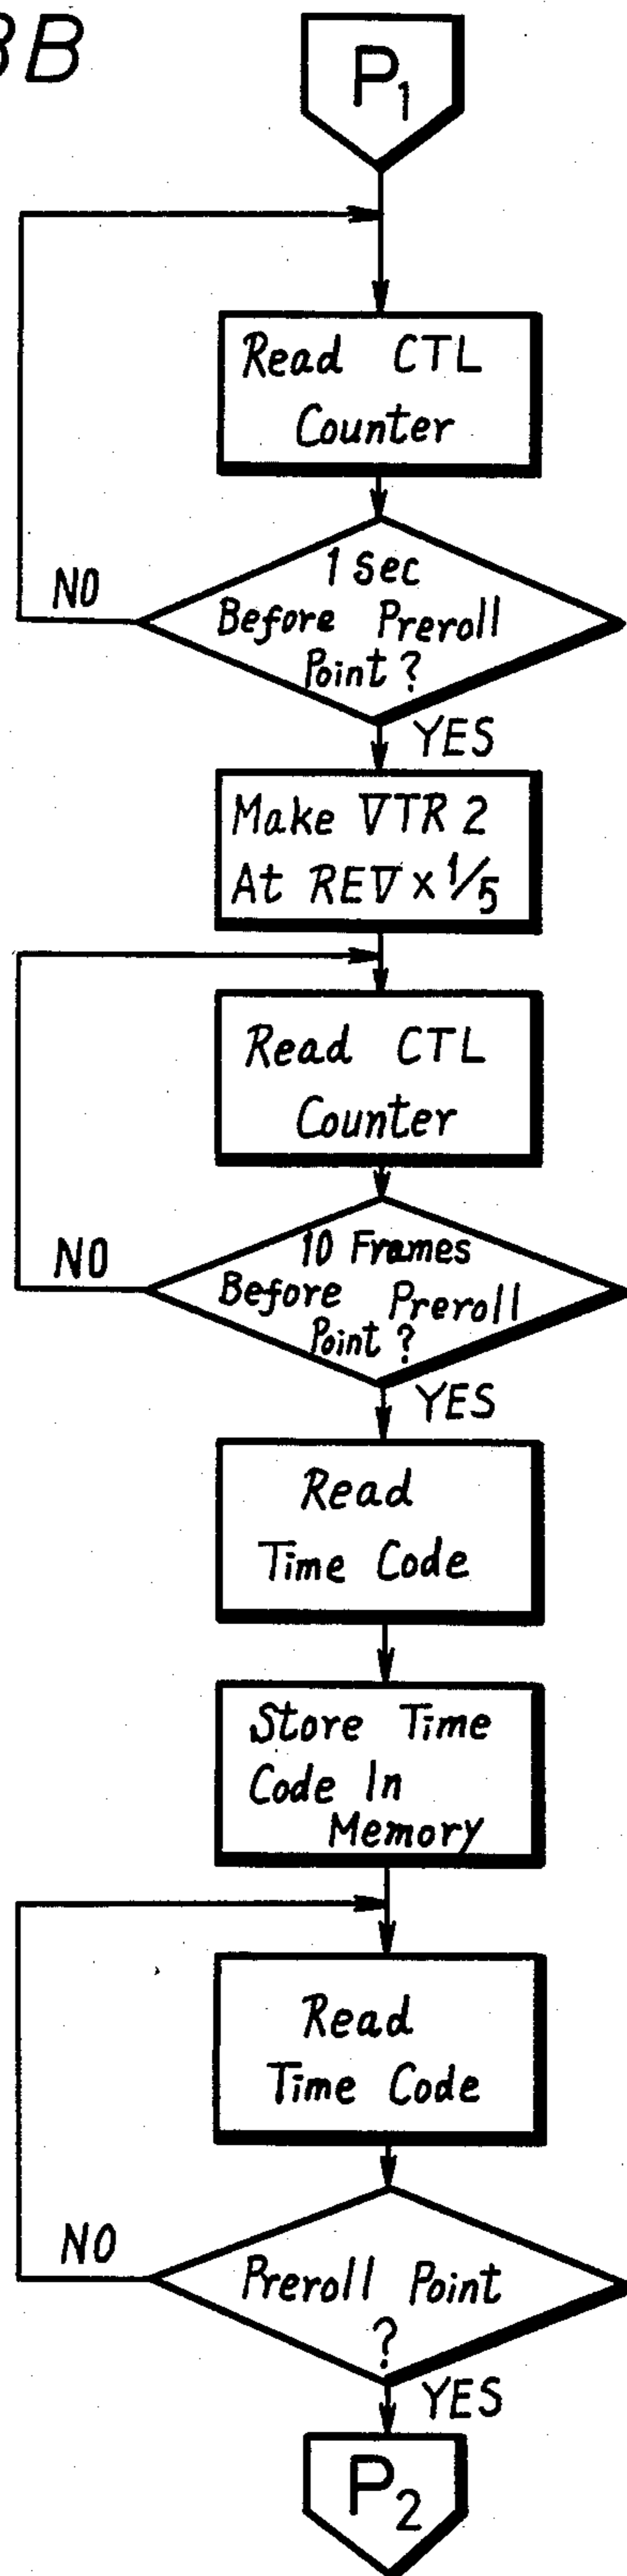 3B
P1
Read CTL
Counter
1 sec
Before Preroll
Point ?
NO
YES
Make VTR 2
At REV x 1/5
Read CTL
Counter
10 Frames
Before Preroll
Point ?
NO
YES
Read
Time Code
Store Time
Code In
Memory
Read
Time Code
NO
Preroll Point
?
YES
P2